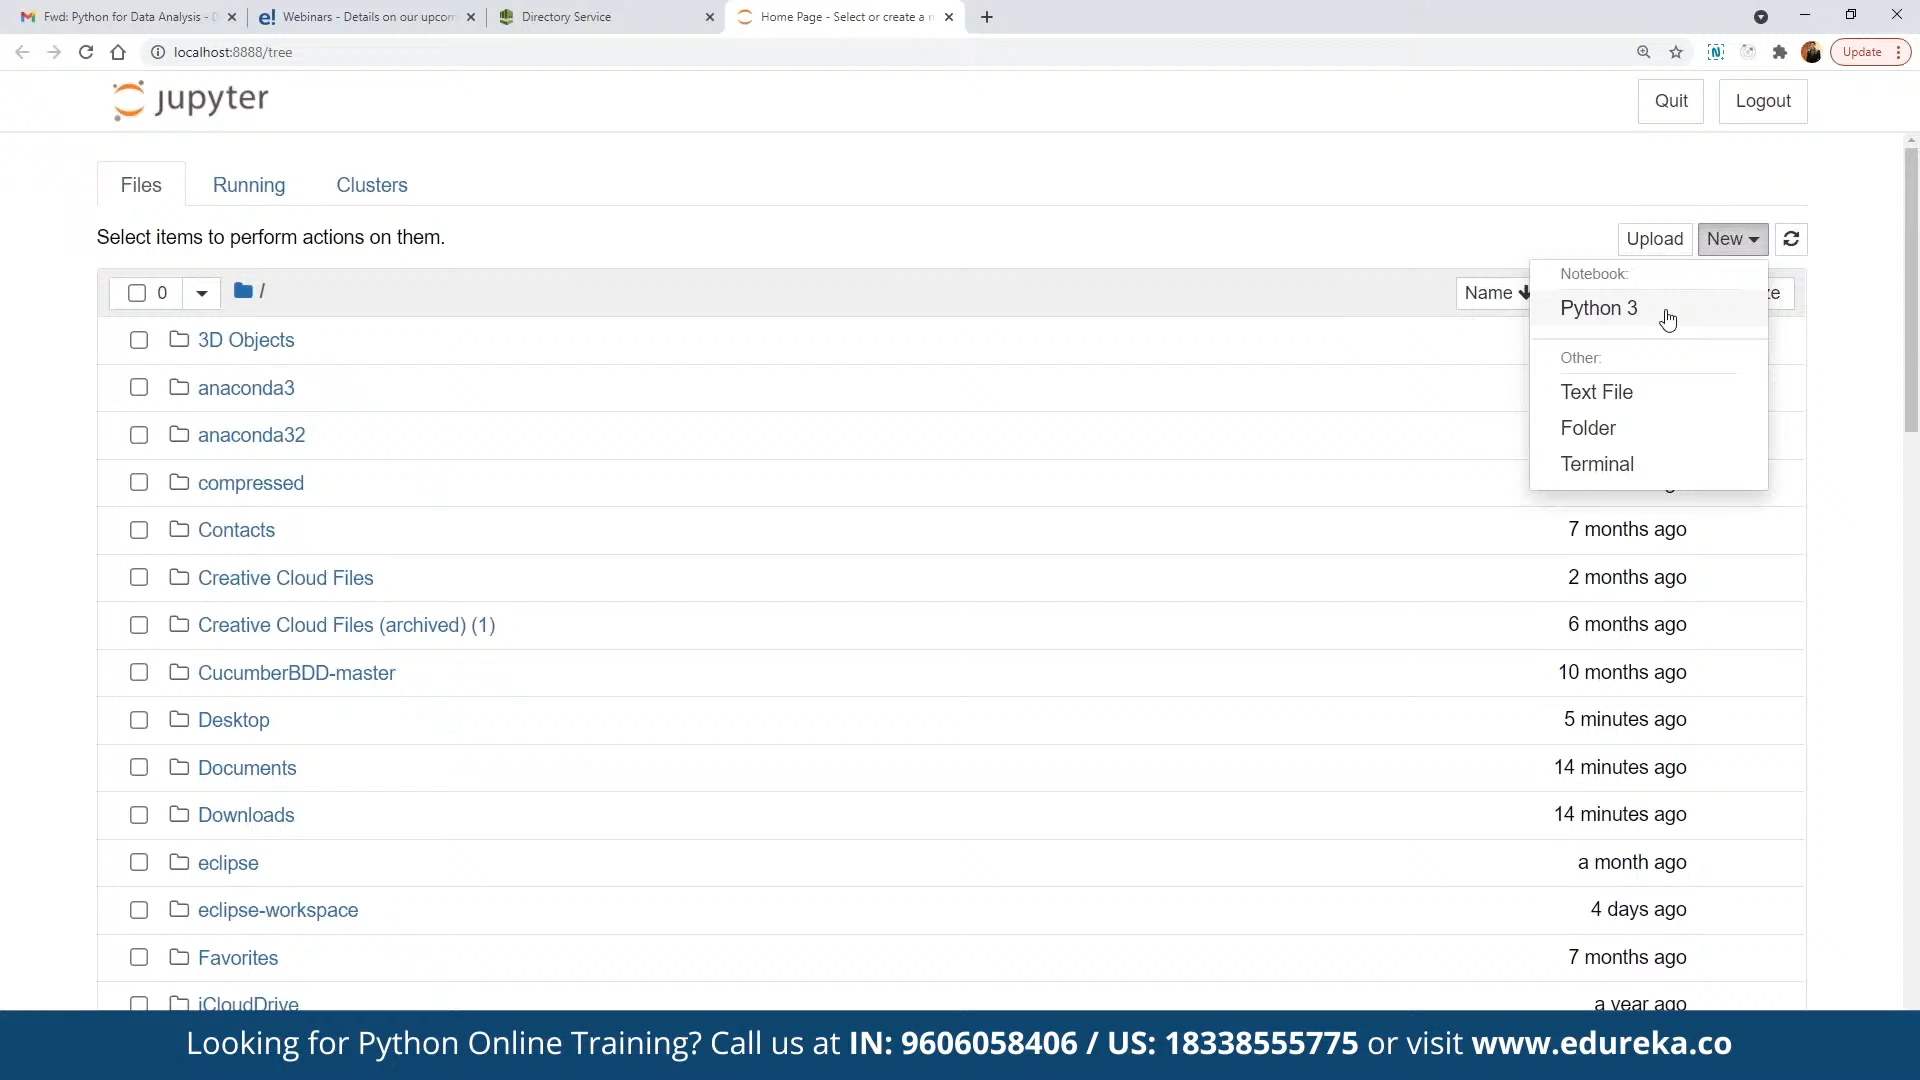 Fwd: Python for Data Analysis -
Webinars - Details on our upcom
Directory Service
Home Page - Select or create a n
localhost:8888/tree
Update
jupyter
Quit
Logout
Files
Running
Clusters
Select items to perform actions on them.
Upload
New
0
/
Name
Notebook:
Python 3
Other:
Text File
Folder
Terminal
3D Objects
anaconda3
anaconda32
compressed
Contacts
7 months ago
Creative Cloud Files
2 months ago
Creative Cloud Files (archived) (1)
6 months ago
CucumberBDD-master
10 months ago
Desktop
5 minutes ago
Documents
14 minutes ago
Downloads
14 minutes ago
eclipse
a month ago
eclipse-workspace
4 days ago
Favorites
7 months ago
iCloudDrive
a year ago
Looking for Python Online Training? Call us at IN: 9606058406 / US: 18338555775 or visit www.edureka.co